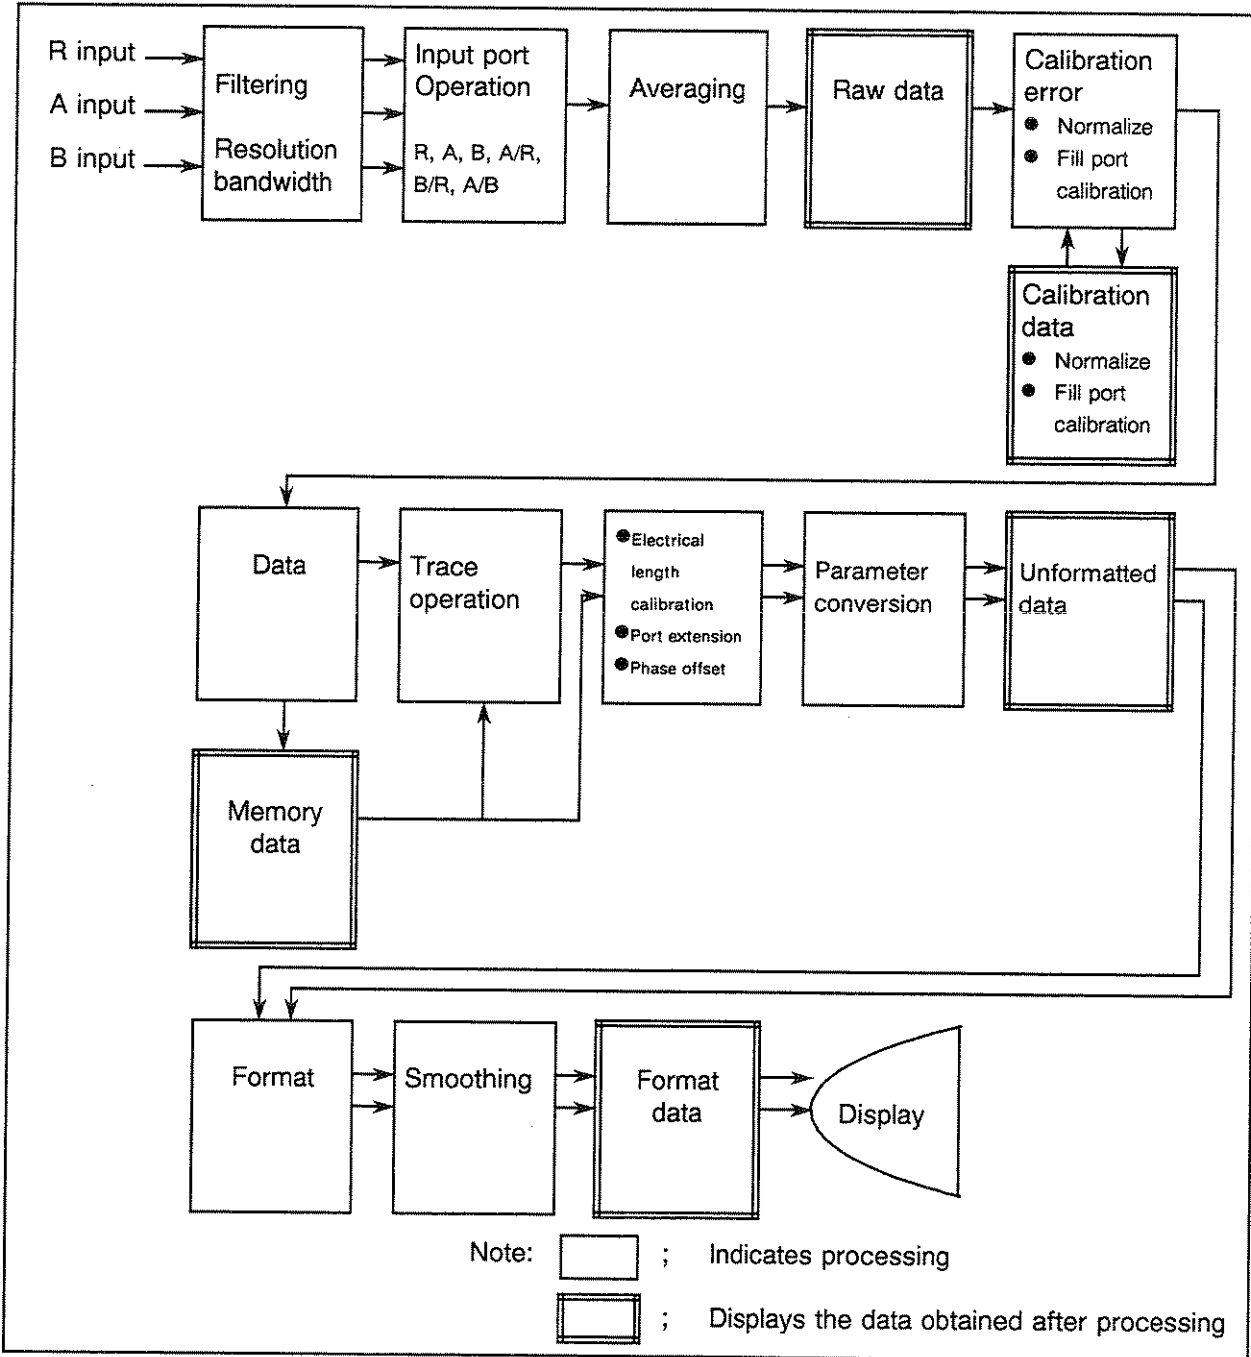 R input
A input
B input
Filtering
Resolution
bandwidth
Input port
Operation
R, A, B, A/R,
B/R, A/B
Averaging
Raw data
Calibration
error
● Normalize
● Fill port
calibration
Calibration
data
● Normalize
● Fill port
calibration
Data
Trace
operation
●Electrical
length
calibration
●Port extension
●Phase offset
Parameter
conversion
Unformatted
data
Memory
data
Format
Smoothing
Format
data
Display
Note: ; Indicates processing
; Displays the data obtained after processing